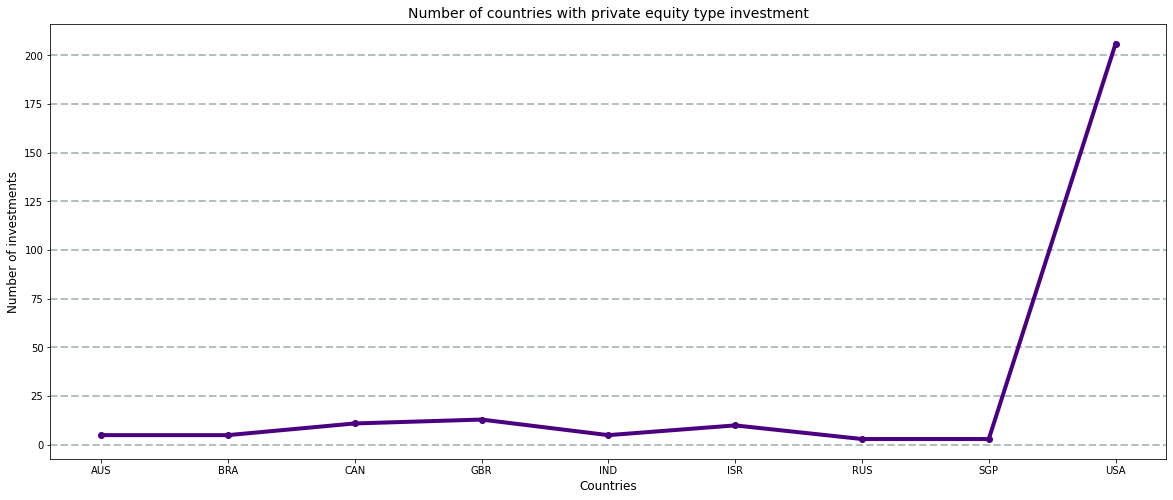 Number of countries with private equity type investment
Number of investments
200
175
150
125
100
75
50
25
0
AUS BRA CAN GBR IND ISR RUS SGP USA
Countries